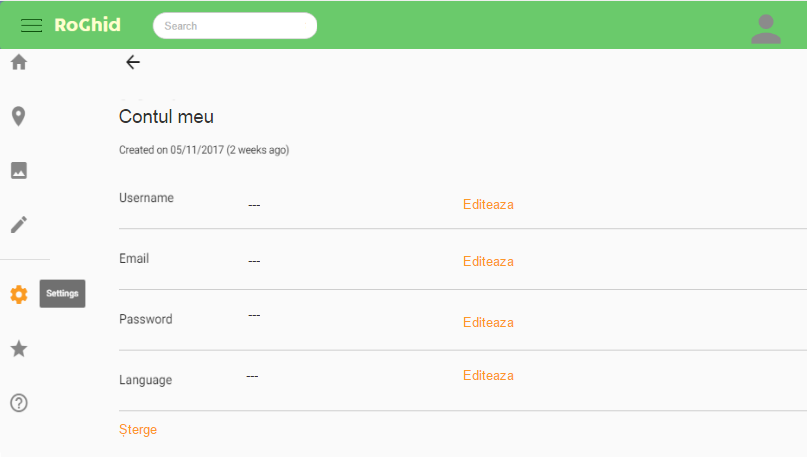 RoGhid
Search
Contul meu
Created on 05/11/2017 (2 weeks ago)
Username --- Editeaza
Email --- Editeaza
Settings
Password --- Editeaza
Language --- Editeaza
Șterge